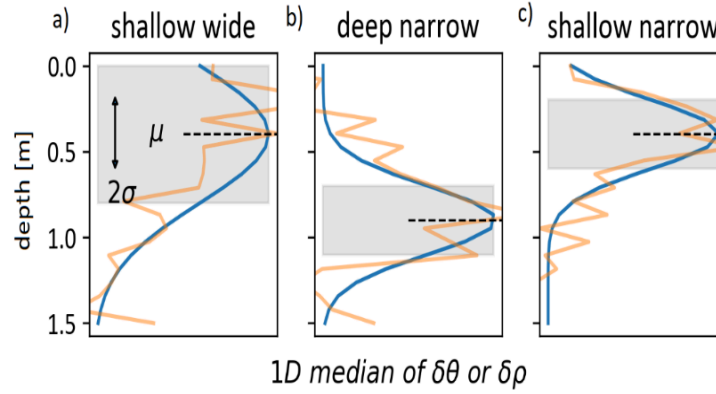 a) shallow wide
b) deep narrow
c) shallow narrow
depth [m]
0.0
0.5
1.0
1.5
μ
2σ
1D median of δθ or δρ